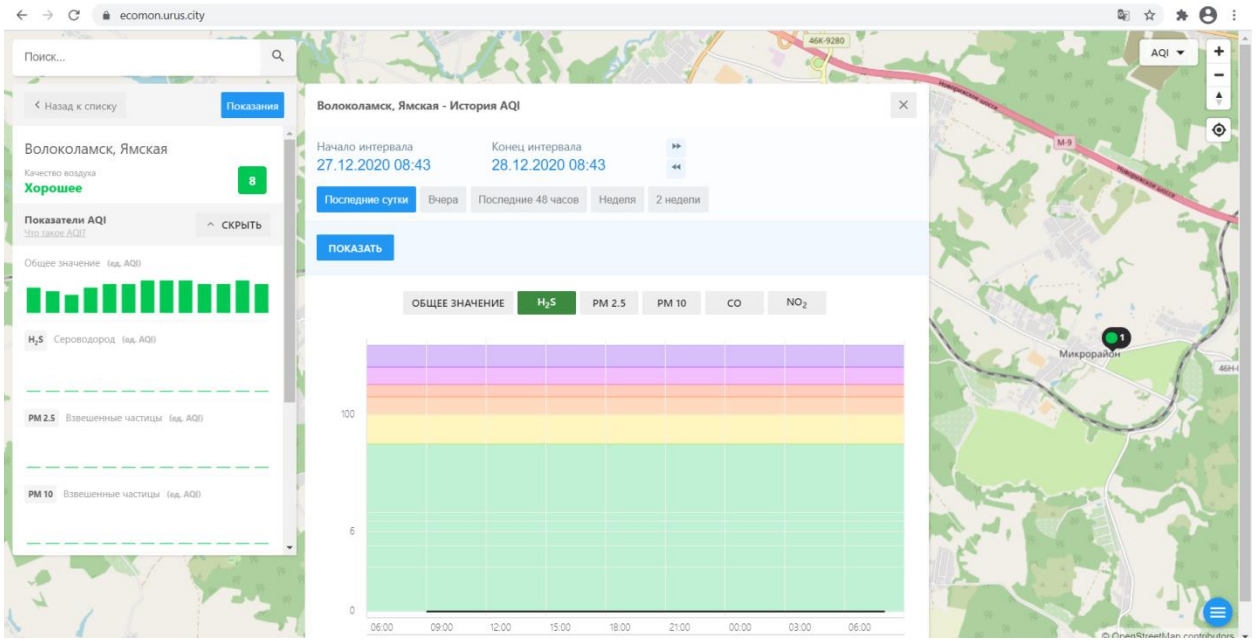 ecomon.urus.city
Поиск...
Назад к списку
Показания
Волоколамск, Ямская
Качество воздуха
Хорошее
8
Показатели AQI
Что такое AQI?
СКРЫТЬ
Общее значение (ед. AQI)
H₂S Сероводород (ед. AQI)
PM 2.5 Взвешенные частицы (ед. AQI)
PM 10 Взвешенные частицы (ед. AQI)
Волоколамск, Ямская - История AQI
Начало интервала
Конец интервала
27.12.2020 08:43
28.12.2020 08:43
Последние сутки
Вчера
Последние 48 часов
Неделя
2 недели
ПОКАЗАТЬ
ОБЩЕЕ ЗНАЧЕНИЕ
H₂S
PM 2.5
PM 10
CO
NO₂
100
6
0
06:00 09:00 12:00 15:00 18:00 21:00 00:00 03:00 06:00
46К-9280
AQI
Новорижское шоссе
М-9
Новорижское шоссе
1
Микрорайон
46Н-
© OpenStreetMap contributors